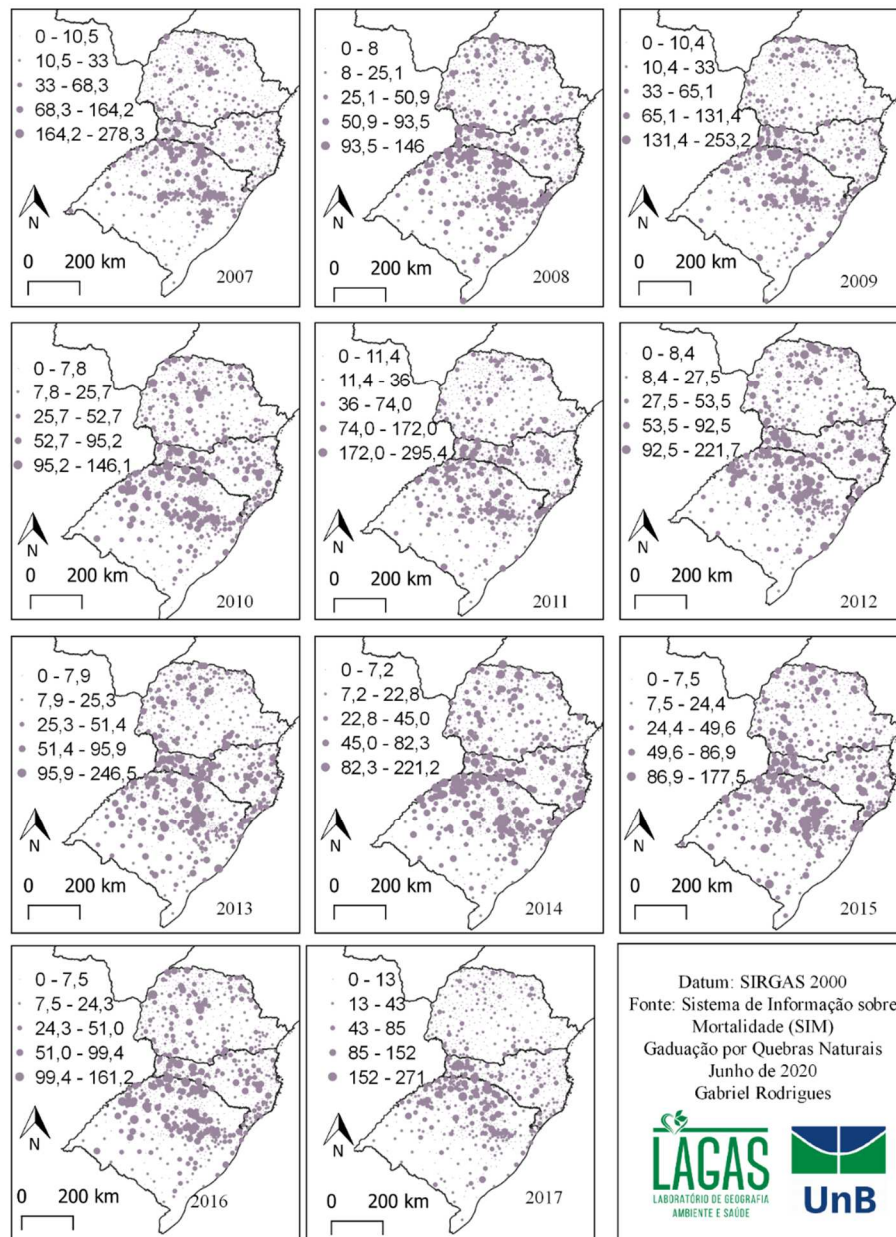 0 - 10,5
10,5 - 33
33 - 68,3
68,3 - 164,2
164,2 - 278,3
N
0 200 km
2007
0 - 8
8 - 25,1
25,1 - 50,9
50,9 - 93,5
93,5 - 146
N
0 200 km
2008
0 - 10,4
10,4 - 33
33 - 65,1
65,1 - 131,4
131,4 - 253,2
N
0 200 km
2009
0 - 7,8
7,8 - 25,7
25,7 - 52,7
52,7 - 95,2
95,2 - 146,1
N
0 200 km
2010
0 - 11,4
11,4 - 36
36 - 74,0
74,0 - 172,0
172,0 - 295,4
N
0 200 km
2011
0 - 8,4
8,4 - 27,5
27,5 - 53,5
53,5 - 92,5
92,5 - 221,7
N
0 200 km
2012
0 - 7,9
7,9 - 25,3
25,3 - 51,4
51,4 - 95,9
95,9 - 246,5
N
0 200 km
2013
0 - 7,2
7,2 - 22,8
22,8 - 45,0
45,0 - 82,3
82,3 - 221,2
N
0 200 km
2014
0 - 7,5
7,5 - 24,4
24,4 - 49,6
49,6 - 86,9
86,9 - 177,5
N
0 200 km
2015
0 - 7,5
7,5 - 24,3
24,3 - 51,0
51,0 - 99,4
99,4 - 161,2
N
0 200 km
2016
0 - 13
13 - 43
43 - 85
85 - 152
152 - 271
N
0 200 km
2017
Datum: SIRGAS 2000
Fonte: Sistema de Informação sobre
Mortalidade (SIM)
Gaduação por Quebras Naturais
Junho de 2020
Gabriel Rodrigues
LAGAS
LABORATÓRIO DE GEOGRAFIA
AMBIENTE E SAÚDE
UnB